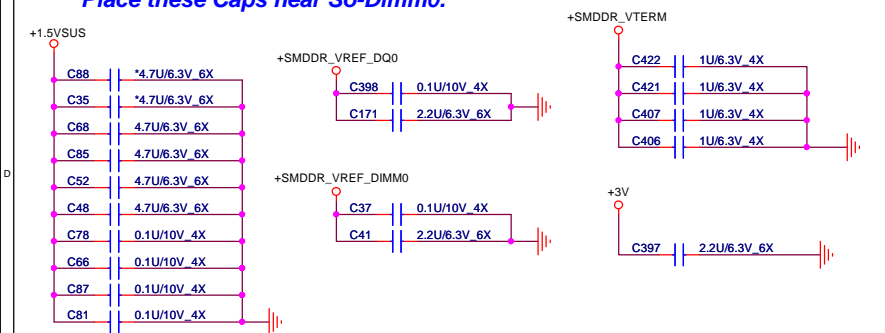 Place these Caps near So-Dimm0.
+1.5VSUS
C88 *4.7U/6.3V_6X
C35 *4.7U/6.3V_6X
C68 4.7U/6.3V_6X
C85 4.7U/6.3V_6X
C52 4.7U/6.3V_6X
C48 4.7U/6.3V_6X
C78 0.1U/10V_4X
C66 0.1U/10V_4X
C87 0.1U/10V_4X
C81 0.1U/10V_4X
+SMDDR_VREF_DQ0
C398 0.1U/10V_4X
C171 2.2U/6.3V_6X
+SMDDR_VREF_DIMM0
C37 0.1U/10V_4X
C41 2.2U/6.3V_6X
+SMDDR_VTERM
C422 1U/6.3V_4X
C421 1U/6.3V_4X
C407 1U/6.3V_4X
C406 1U/6.3V_4X
+3V
C397 2.2U/6.3V_6X
D